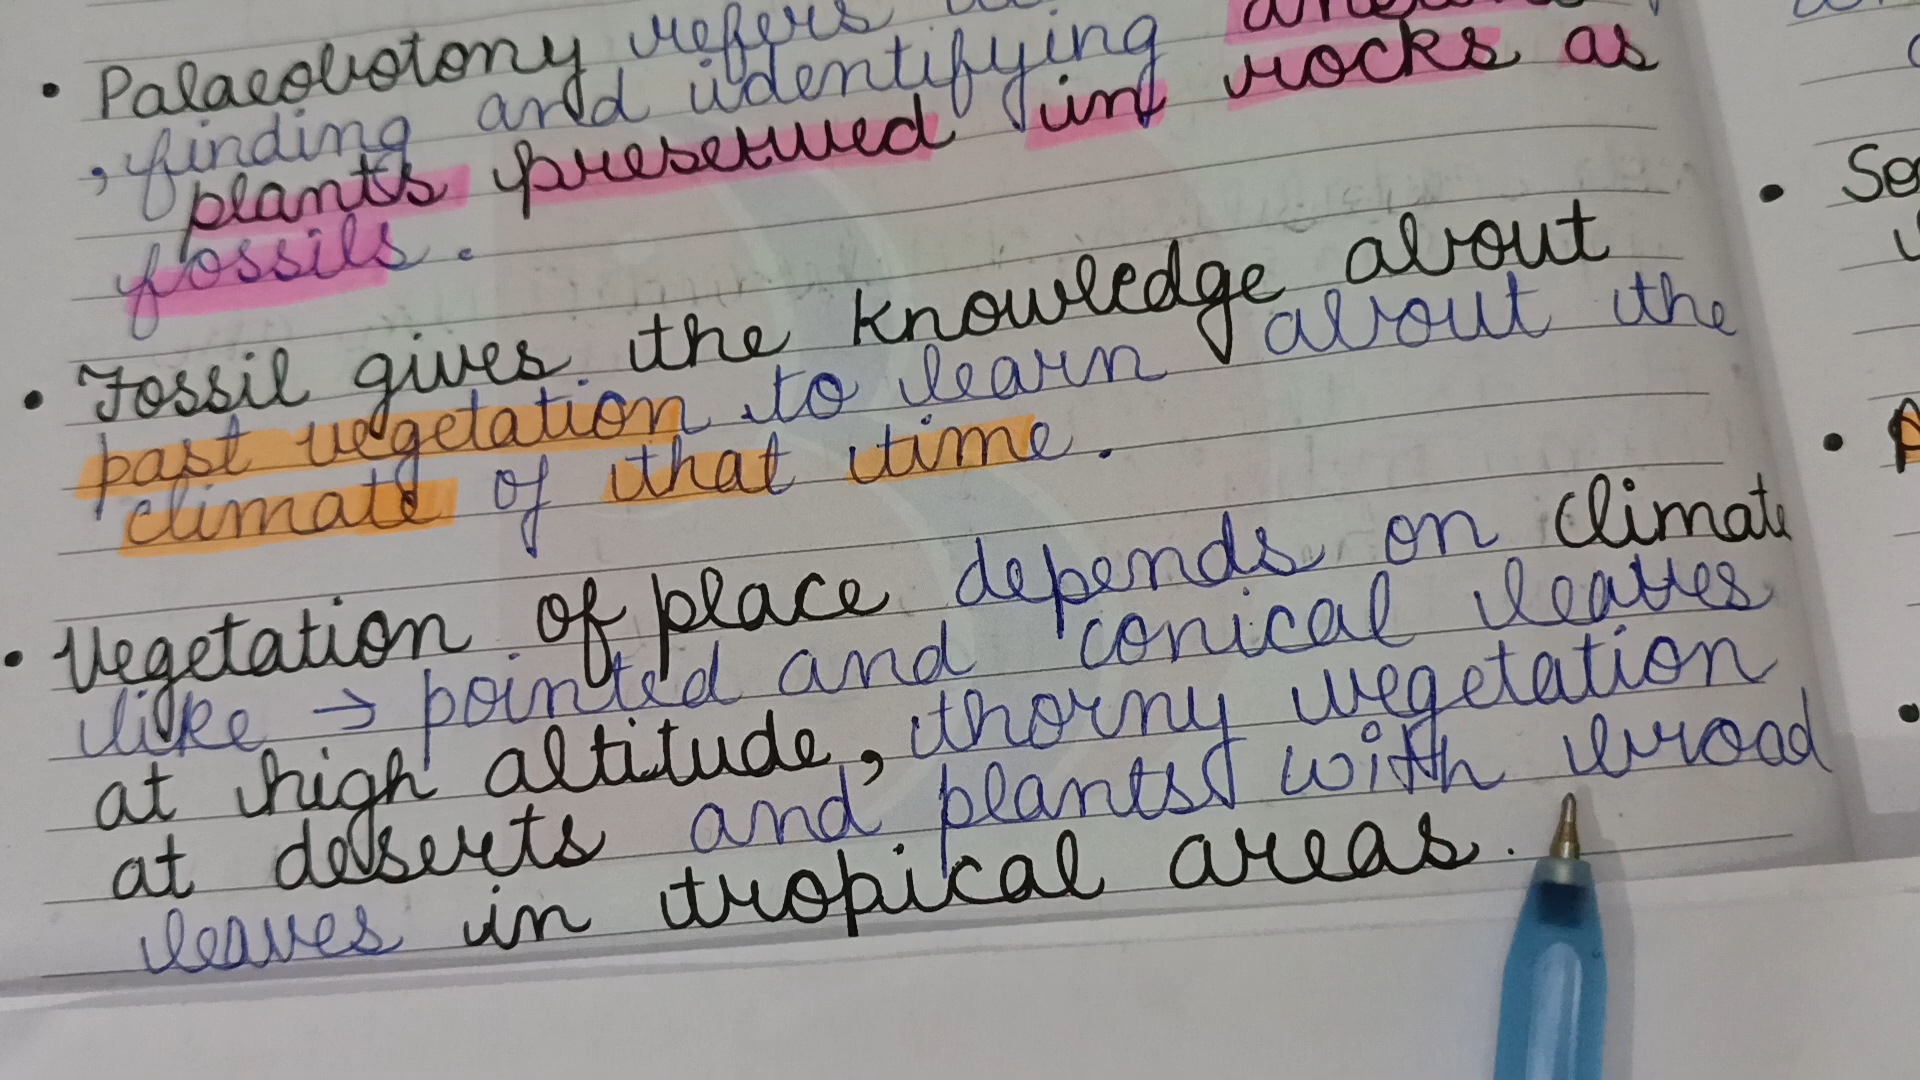 • Palaeobotony refers
finding and identifying
plants preserved in rocks as
fossils.
• Fossil gives the knowledge about
past vegetation to learn about the
climate of that time.
• Vegetation of place depends on climate
like → pointed and conical leaves
at high altitude, thorny vegetation
at deserts and plants with broad
leaves in tropical areas.
•
•
•